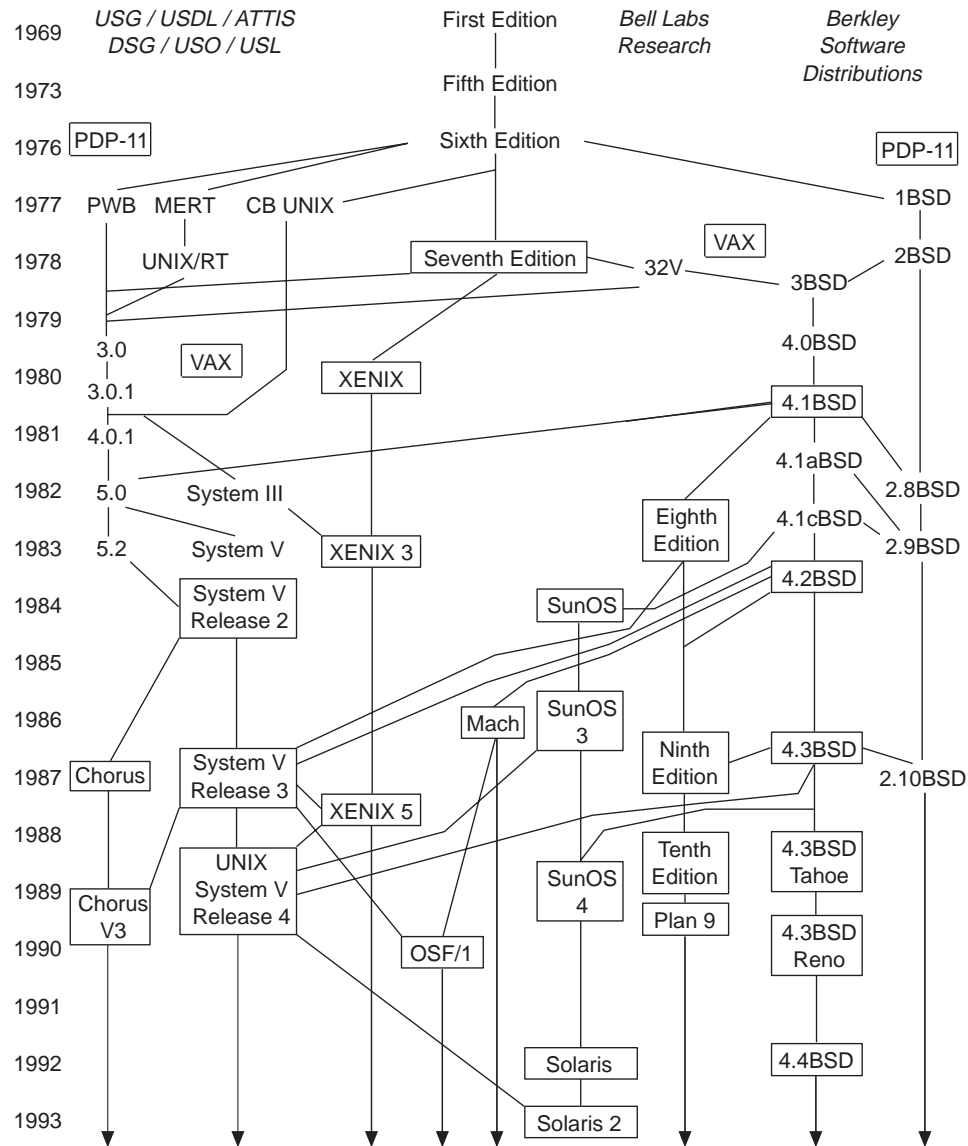 1969
USG / USDL / ATTIS
DSG / USO / USL
First Edition
Bell Labs
Research
Berkley
Software
Distributions
1973
Fifth Edition
1976
PDP-11
Sixth Edition
PDP-11
1977
PWB
MERT
CB UNIX
1BSD
1978
UNIX/RT
Seventh Edition
32V
VAX
2BSD
3BSD
1979
3.0
VAX
4.0BSD
1980
3.0.1
XENIX
4.1BSD
1981
4.0.1
4.1aBSD
1982
5.0
System III
Eighth
Edition
4.1cBSD
2.8BSD
1983
5.2
System V
XENIX 3
2.9BSD
4.2BSD
1984
System V
Release 2
SunOS
1985
1986
Mach
SunOS
3
Ninth
Edition
4.3BSD
1987
Chorus
System V
Release 3
2.10BSD
XENIX 5
1988
UNIX
System V
Release 4
Tenth
Edition
4.3BSD
Tahoe
1989
Chorus
V3
SunOS
4
Plan 9
4.3BSD
Reno
1990
OSF/1
1991
1992
Solaris
4.4BSD
1993
Solaris 2